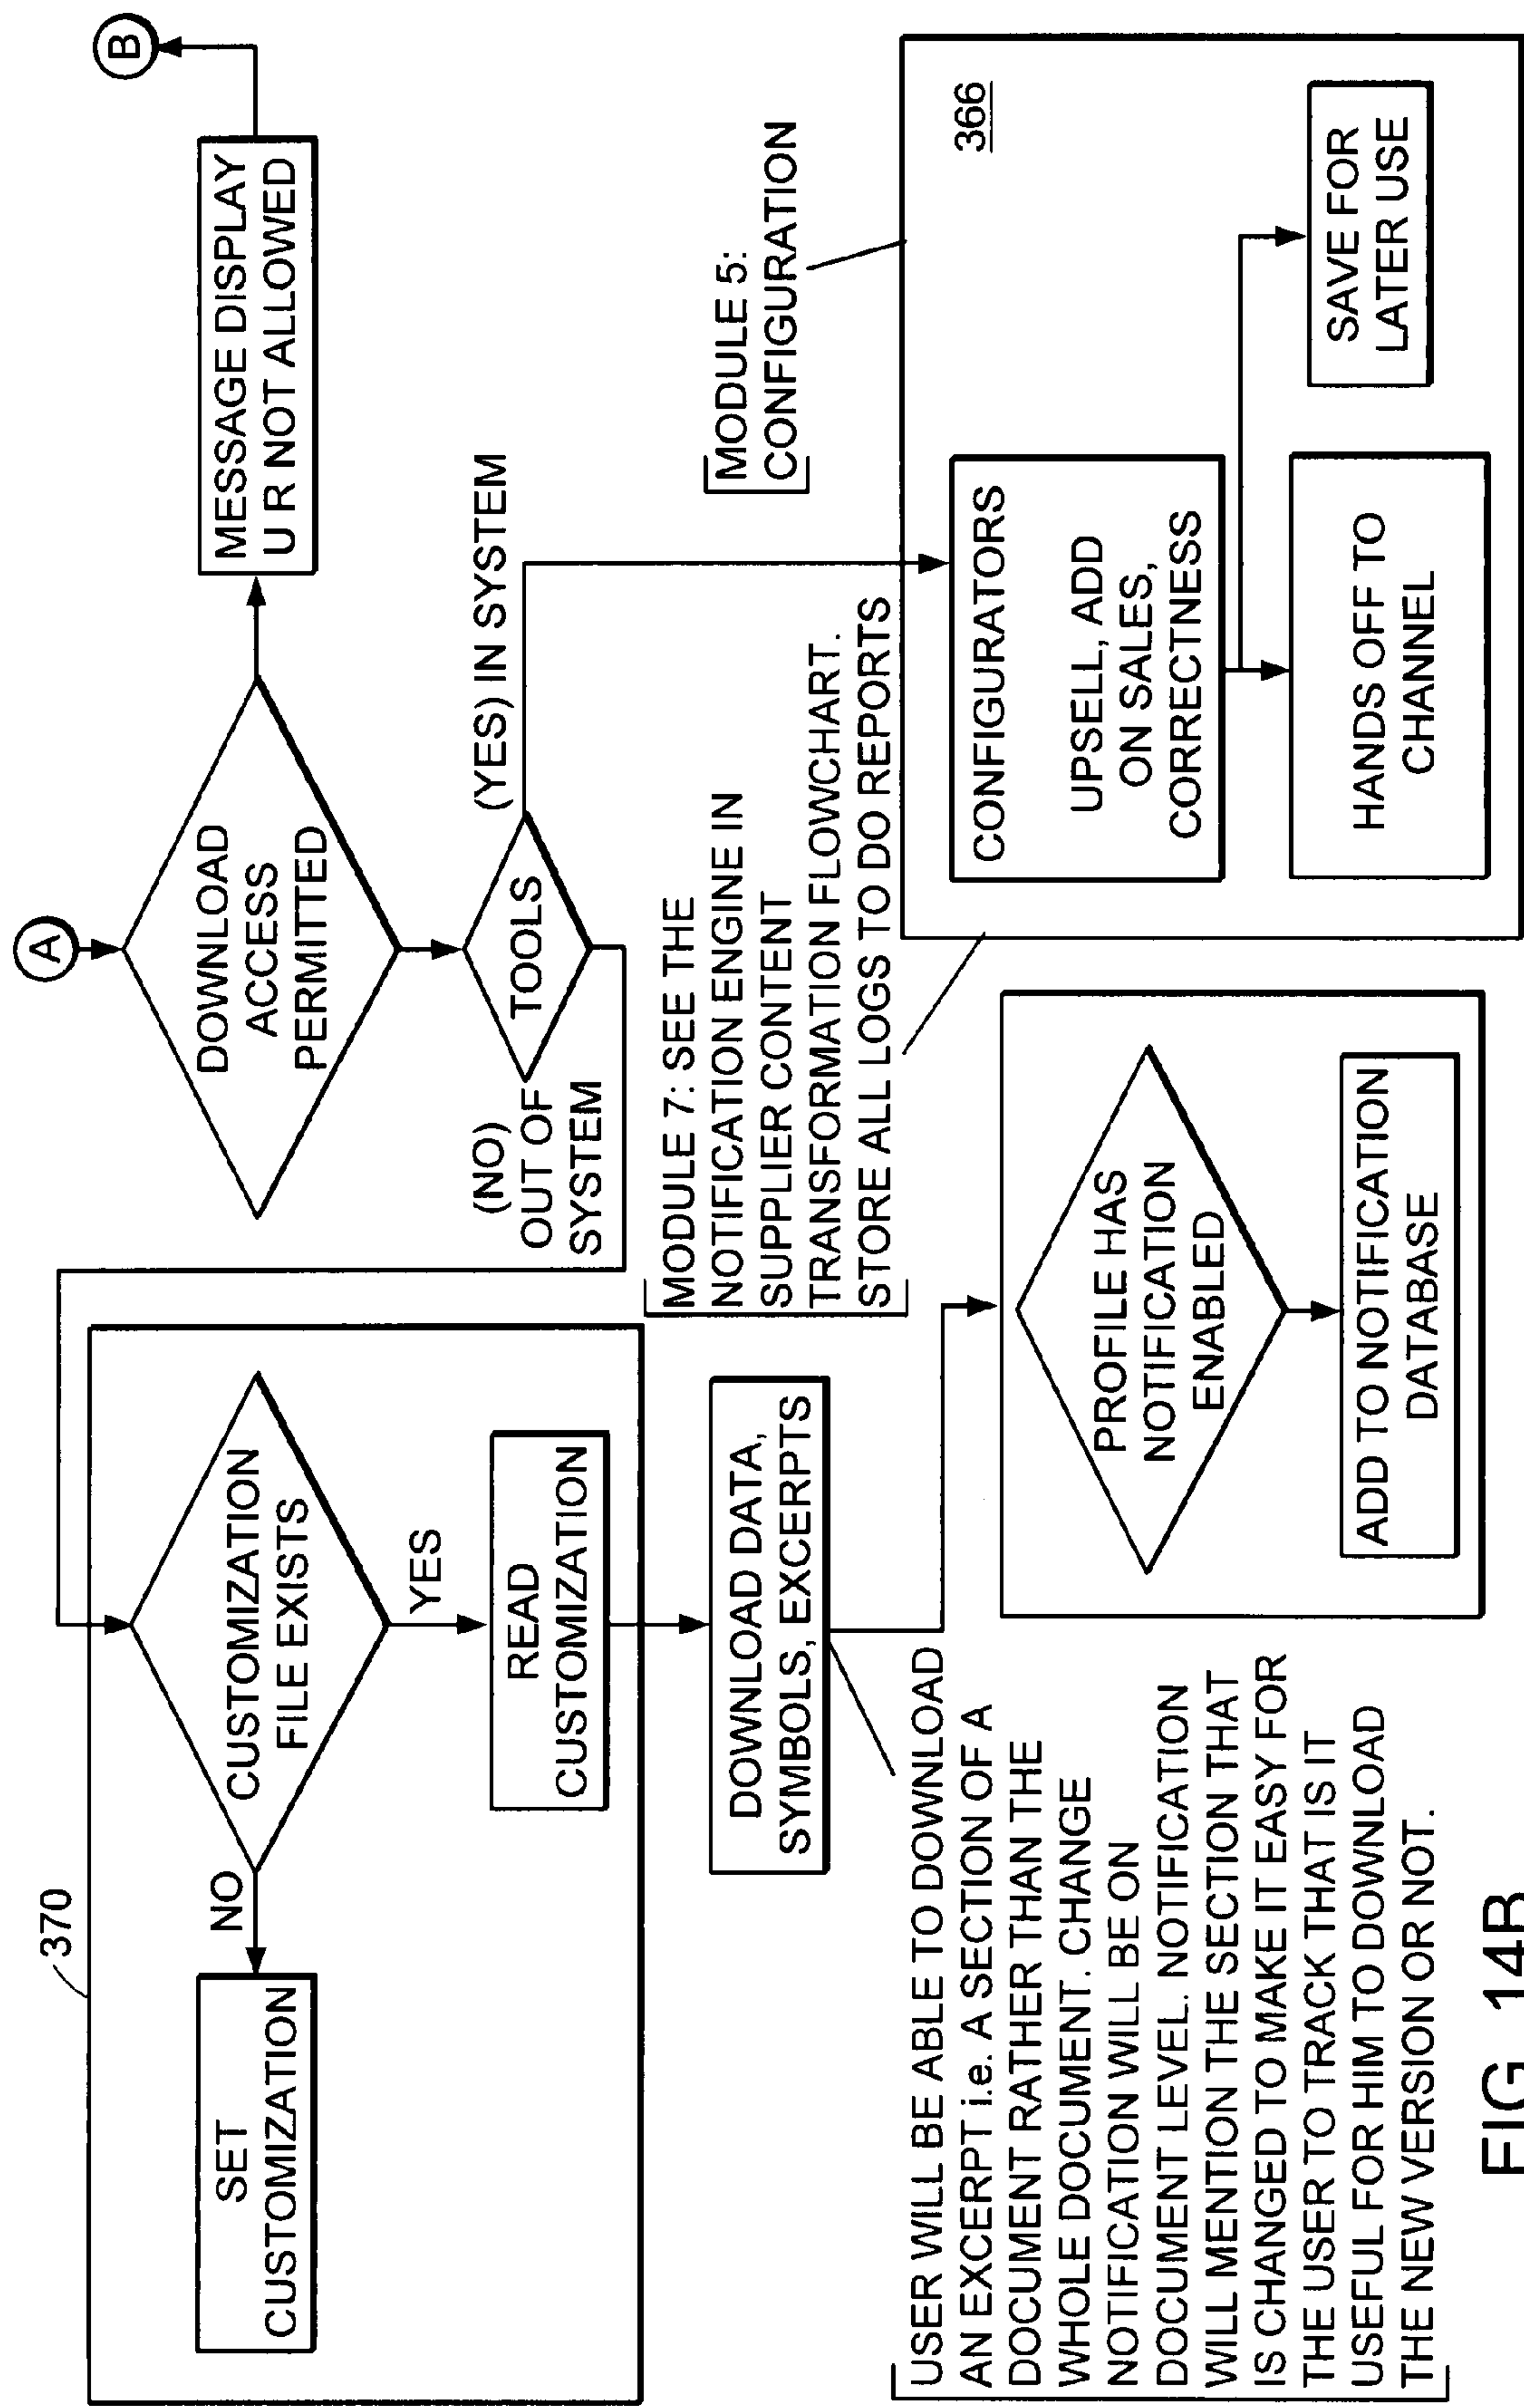 370
CUSTOMIZATION
FILE EXISTS
NO
YES
SET
CUSTOMIZATION
READ
CUSTOMIZATION
DOWNLOAD DATA,
SYMBOLS, EXCERPTS
USER WILL BE ABLE TO DOWNLOAD
AN EXCERPT i.e. A SECTION OF A
DOCUMENT RATHER THAN THE
WHOLE DOCUMENT. CHANGE
NOTIFICATION WILL BE ON
DOCUMENT LEVEL. NOTIFICATION
WILL MENTION THE SECTION THAT
IS CHANGED TO MAKE IT EASY FOR
THE USER TO TRACK THAT IS IT
USEFUL FOR HIM TO DOWNLOAD
THE NEW VERSION OR NOT.
A
DOWNLOAD
ACCESS
PERMITTED
MESSAGE DISPLAY
U R NOT ALLOWED
B
TOOLS
(YES) IN SYSTEM
(NO)
OUT OF
SYSTEM
MODULE 7: SEE THE
NOTIFICATION ENGINE IN
SUPPLIER CONTENT
TRANSFORMATION FLOWCHART.
STORE ALL LOGS TO DO REPORTS
PROFILE HAS
NOTIFICATION
ENABLED
ADD TO NOTIFICATION
DATABASE
MODULE 5:
CONFIGURATION
366
CONFIGURATORS
UPSELL, ADD
ON SALES,
CORRECTNESS
HANDS OFF TO
CHANNEL
SAVE FOR
LATER USE
FIG. 14B